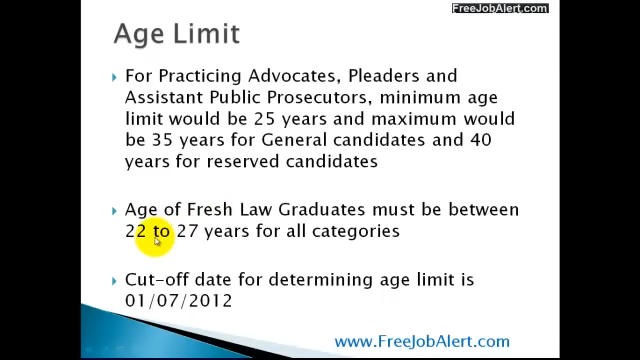 FreeJobAlert.com
Age Limit
For Practicing Advocates, Pleaders and
Assistant Public Prosecutors, minimum age
limit would be 25 years and maximum would
be 35 years for General candidates and 40
years for reserved candidates
Age of Fresh Law Graduates must be between
22 to 27 years for all categories
Cut-off date for determining age limit is
01/07/2012
www.FreeJobAlert.com